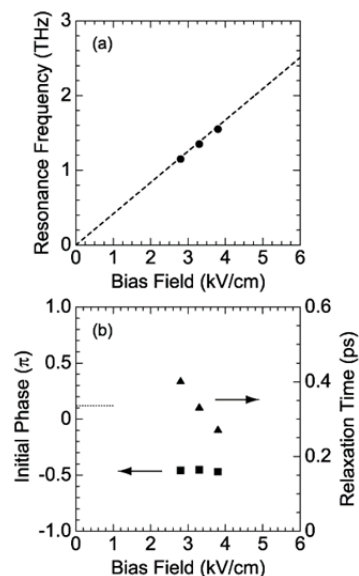 3
(a)
2
1
0
Resonance Frequency (THz)
0 1 2 3 4 5 6
Bias Field (kV/cm)
1.0 0.6
(b)
0.5
0.4
0
0.2
-0.5
-1.0 0
Initial Phase (π)
Relaxation Time (ps)
0 1 2 3 4 5 6
Bias Field (kV/cm)